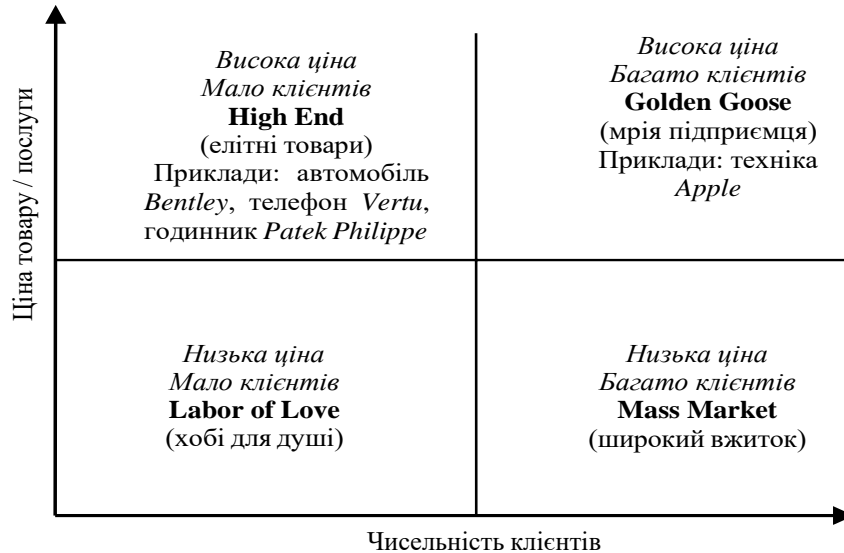 Ціна товару / послуги
Висока ціна
Мало клієнтів
High End
(елітні товари)
Приклади: автомобіль
Bentley, телефон Vertu,
годинник Patek Philippe
Висока ціна
Багато клієнтів
Golden Goose
(мрія підприємця)
Приклади: техніка
Apple
Низька ціна
Мало клієнтів
Labor of Love
(хобі для душі)
Низька ціна
Багато клієнтів
Mass Market
(широкий вжиток)
Чисельність клієнтів